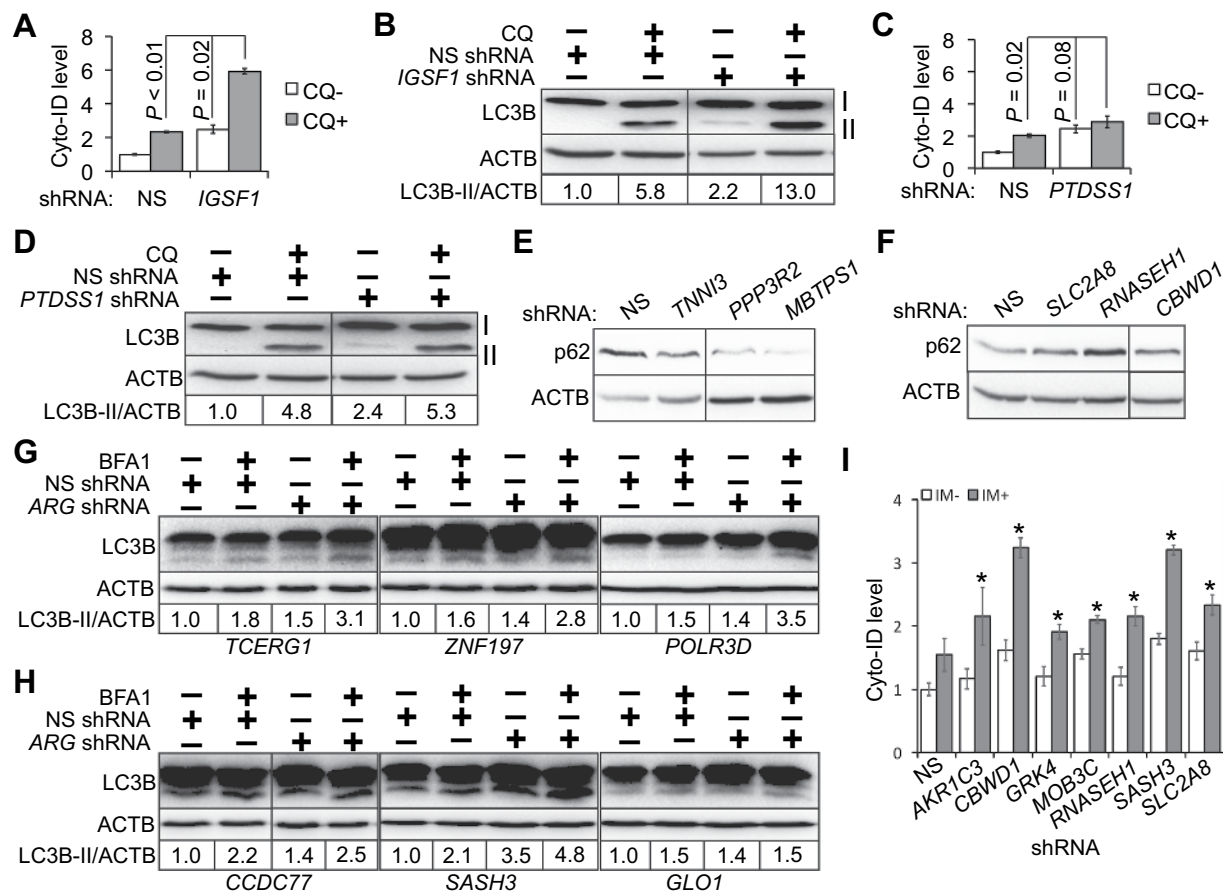 A
Cyto-ID level
8
6
4
2
0
P < 0.01
P = 0.02
CQ-
CQ+
shRNA: NS IGSF1
B
CQ − + − +
NS shRNA + + − −
IGSF1 shRNA − − + +
LC3B I
II
ACTB
LC3B-II/ACTB 1.0 5.8 2.2 13.0
C
Cyto-ID level
8
6
4
2
0
P = 0.02
P = 0.08
CQ-
CQ+
shRNA: NS PTDSS1
D
CQ − + − +
NS shRNA + + − −
PTDSS1 shRNA − − + +
LC3B I
II
ACTB
LC3B-II/ACTB 1.0 4.8 2.4 5.3
E
shRNA: NS TNNI3 PPP3R2 MBTPS1
p62
ACTB
F
shRNA: NS SLC2A8 RNASEH1 CBWD1
p62
ACTB
G
BFA1 − + − + − + − + − + − +
NS shRNA + + − − + + − − + + − −
ARG shRNA − − + + − − + + − − + +
LC3B
ACTB
LC3B-II/ACTB 1.0 1.8 1.5 3.1 1.0 1.6 1.4 2.8 1.0 1.5 1.4 3.5
TCERG1 ZNF197 POLR3D
H
BFA1 − + − + − + − + − + − +
NS shRNA + + − − + + − − + + − −
ARG shRNA − − + + − − + + − − + +
LC3B
ACTB
LC3B-II/ACTB 1.0 2.2 1.4 2.5 1.0 2.1 3.5 4.8 1.0 1.5 1.4 1.5
CCDC77 SASH3 GLO1
I
Cyto-ID level
IM- IM+
4
3
2
1
0
* * * * * * *
NS AKR1C3 CBWD1 GRK4 MOB3C RNASEH1 SASH3 SLC2A8
shRNA